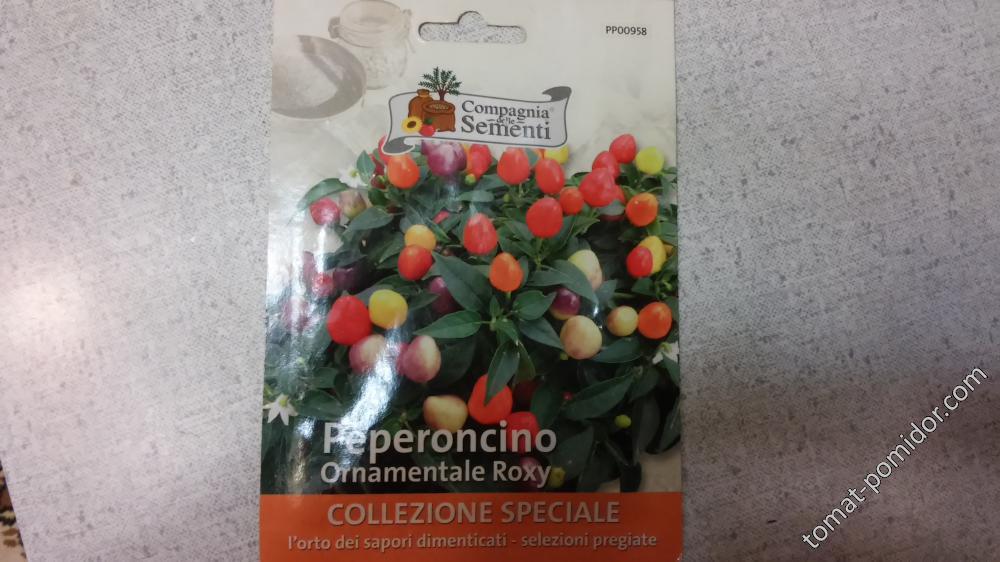 PP00958
Compagnia
delle
Sementi
Peperoncino
Ornamentale Roxy
COLLEZIONE SPECIALE
l'orto dei sapori dimenticati - selezioni pregiate
tomat-pomidor.com